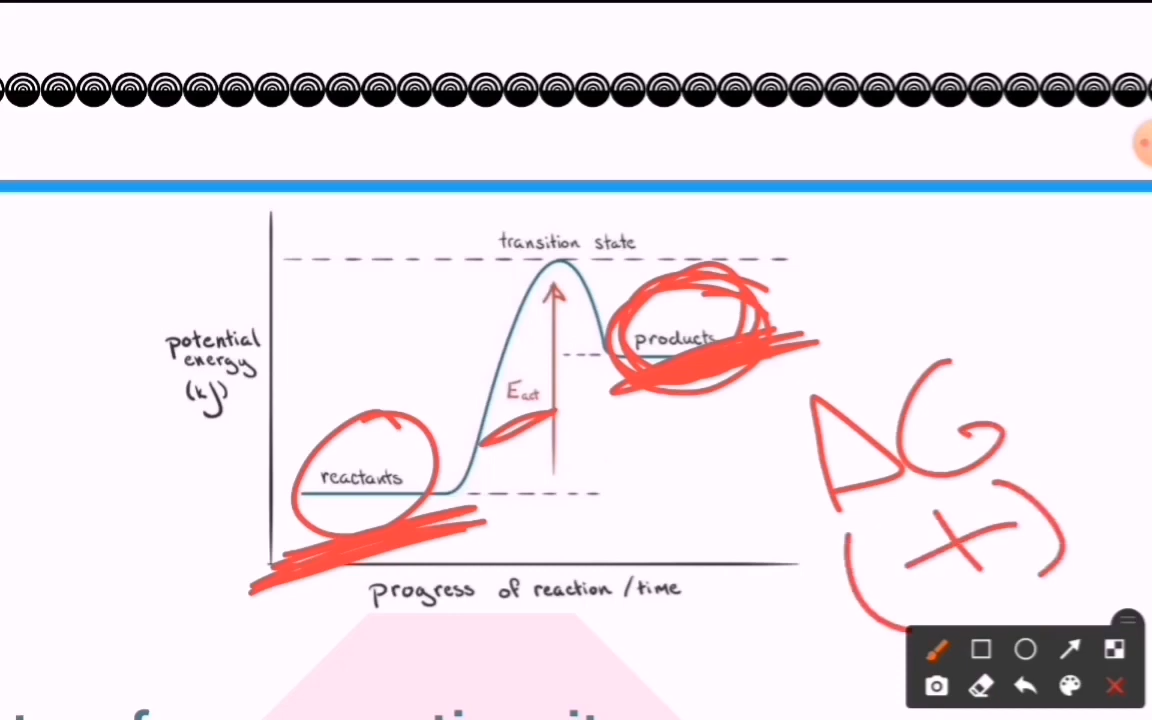 transition state
potential
energy
(kJ)
products
Eact
reactants
ΔG
(+)
progress of reaction / time